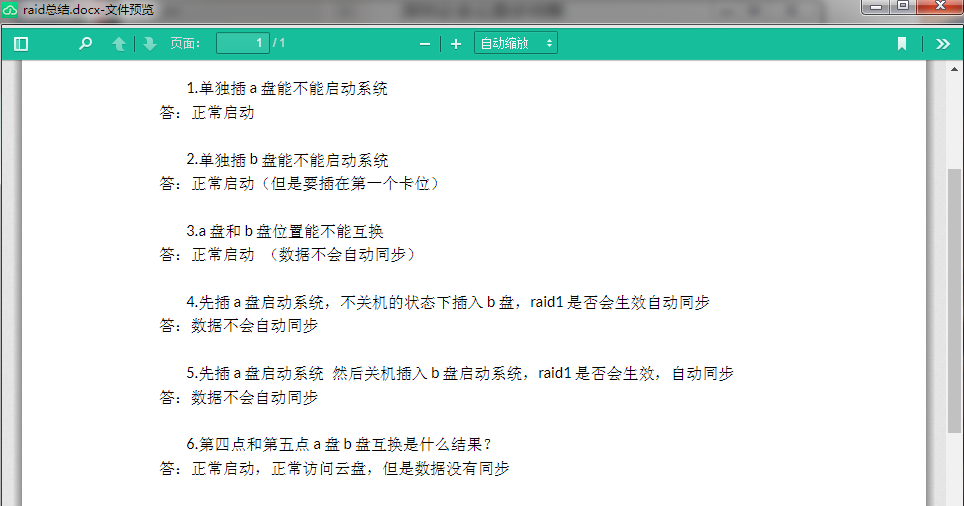 raid总结.docx-文件预览
页面： 1 / 1
自动缩放
1.单独插 a 盘能不能启动系统
答：正常启动
2.单独插 b 盘能不能启动系统
答：正常启动（但是要插在第一个卡位）
3.a 盘和 b 盘位置能不能互换
答：正常启动 （数据不会自动同步）
4.先插 a 盘启动系统，不关机的状态下插入 b 盘，raid1 是否会生效自动同步
答：数据不会自动同步
5.先插 a 盘启动系统 然后关机插入 b 盘启动系统，raid1 是否会生效，自动同步
答：数据不会自动同步
6.第四点和第五点 a 盘 b 盘互换是什么结果？
答：正常启动，正常访问云盘，但是数据没有同步